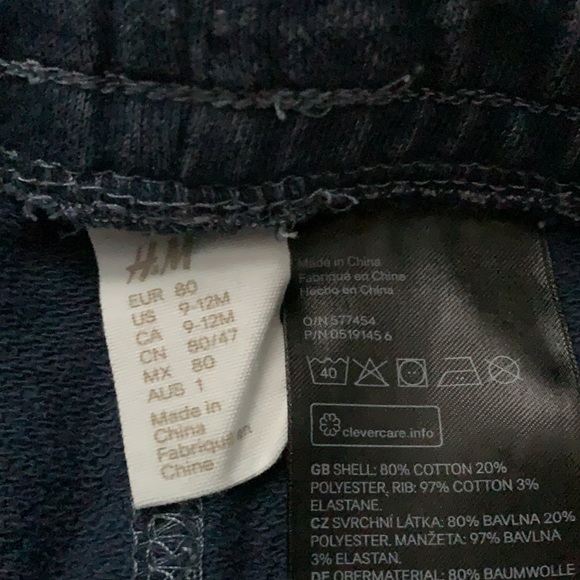 H&M
EUR 80
US 9-12M
CA 9-12M
CN 80/47
MX 80
AUS 1
Made in
China
Fabriqué en
Chine
Made in China
Fabriqué en China
Hecho en China
O/N 577454
P/N 0519145 6
40
clevercare.info
GB SHELL: 80% COTTON 20%
POLYESTER, RIB: 97% COTTON 3%
ELASTANE.
CZ SVRCHNÍ LÁTKA: 80% BAVLNA 20%
POLYESTER, MANŽETA: 97% BAVLNA
3% ELASTAN.
DE OBERMATERIAL: 80% BAUMWOLLE